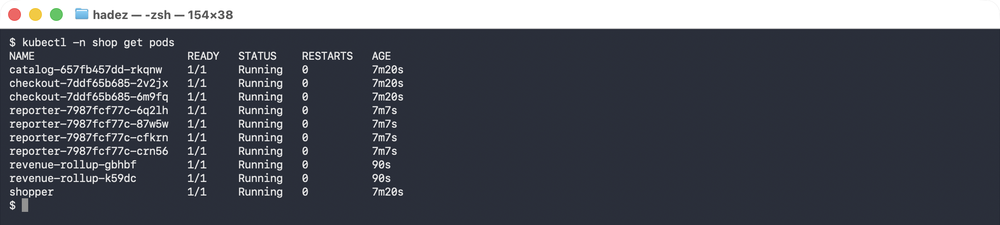 hadez — -zsh — 154×38
$ kubectl -n shop get pods
NAME                        READY   STATUS    RESTARTS   AGE
catalog-657fb457dd-rkqnw    1/1     Running   0          7m20s
checkout-7ddf65b685-2v2jx   1/1     Running   0          7m20s
checkout-7ddf65b685-6m9fq   1/1     Running   0          7m20s
reporter-7987fcf77c-6q2lh   1/1     Running   0          7m7s
reporter-7987fcf77c-87w5w   1/1     Running   0          7m7s
reporter-7987fcf77c-cfkrn   1/1     Running   0          7m7s
reporter-7987fcf77c-crn56   1/1     Running   0          7m7s
revenue-rollup-gbhbf        1/1     Running   0          90s
revenue-rollup-k59dc        1/1     Running   0          90s
shopper                     1/1     Running   0          7m20s
$